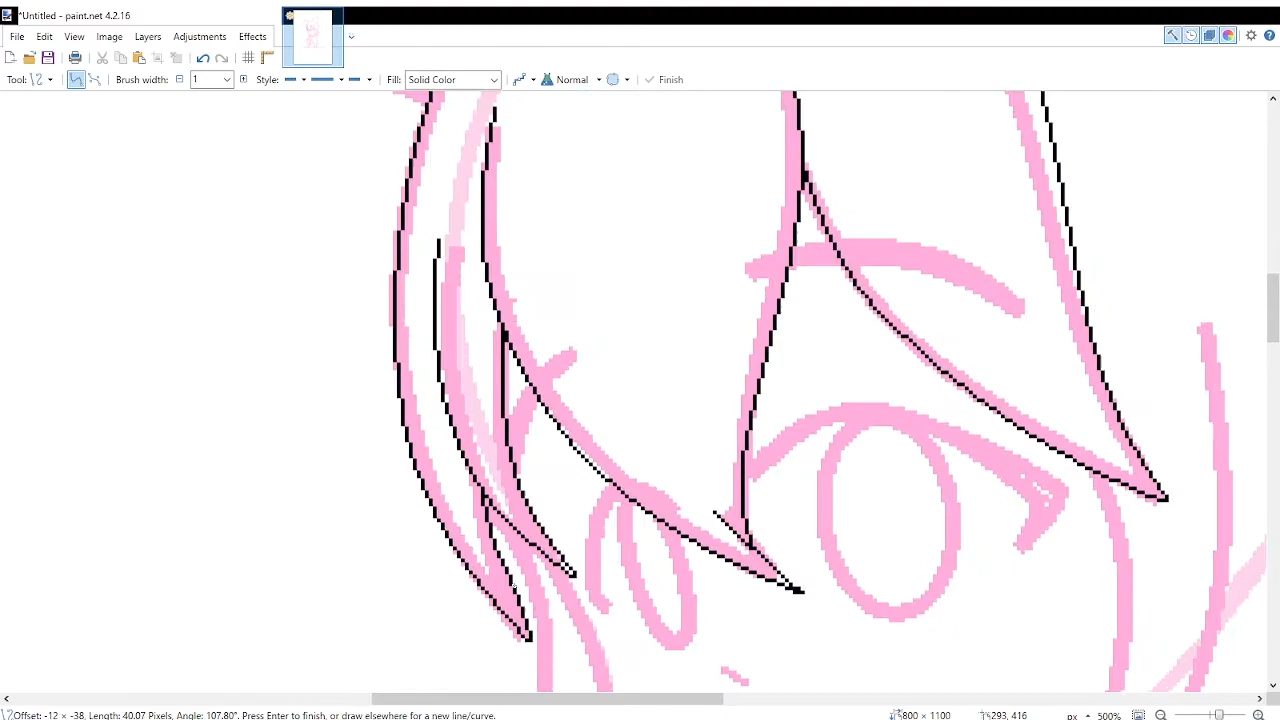 *Untitled - paint.net 4.2.16
File Edit View Image Layers Adjustments Effects
Tool: Brush width: 1 Style: Fill: Solid Color Normal Finish
Offset: -12 × -38, Length: 40.07 Pixels, Angle: 107.80°. Press Enter to finish, or draw elsewhere for a new line/curve. 800 × 1100 293, 416 px 500%